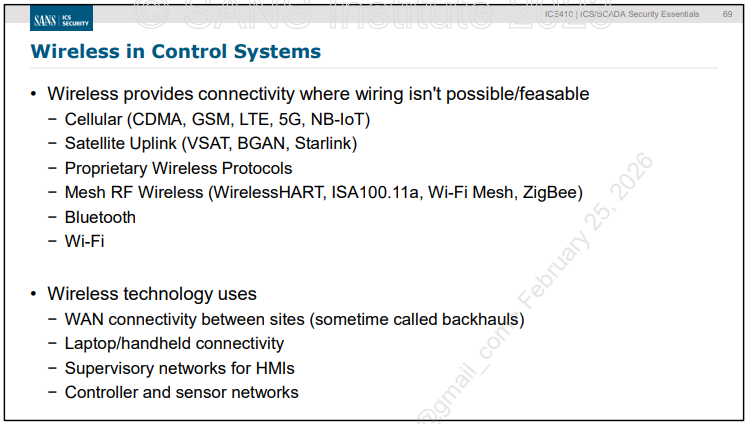 © SANS Institute 2026
SANS ICS SECURITY
ICS410 | ICS/SCADA Security Essentials 69
Wireless in Control Systems
• Wireless provides connectivity where wiring isn't possible/feasable
− Cellular (CDMA, GSM, LTE, 5G, NB-IoT)
− Satellite Uplink (VSAT, BGAN, Starlink)
− Proprietary Wireless Protocols
− Mesh RF Wireless (WirelessHART, ISA100.11a, Wi-Fi Mesh, ZigBee)
− Bluetooth
− Wi-Fi
• Wireless technology uses
− WAN connectivity between sites (sometime called backhauls)
− Laptop/handheld connectivity
− Supervisory networks for HMIs
− Controller and sensor networks
@gmail_com> February 25, 2026